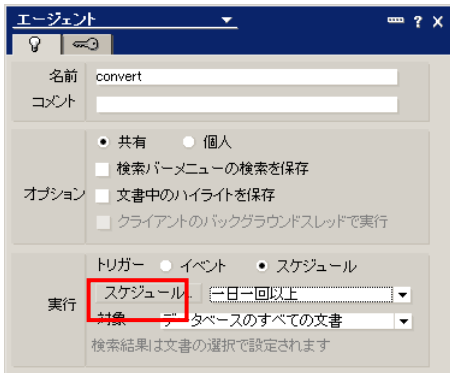 エージェント ? X
名前 convert
コメント
共有 個人
検索バーメニューの検索を保存
オプション 文書中のハイライトを保存
クライアントのバックグラウンドスレッドで実行
トリガー イベント スケジュール
スケジュール... 一日一回以上
実行
対象 データベースのすべての文書
検索結果は文書の選択で設定されます